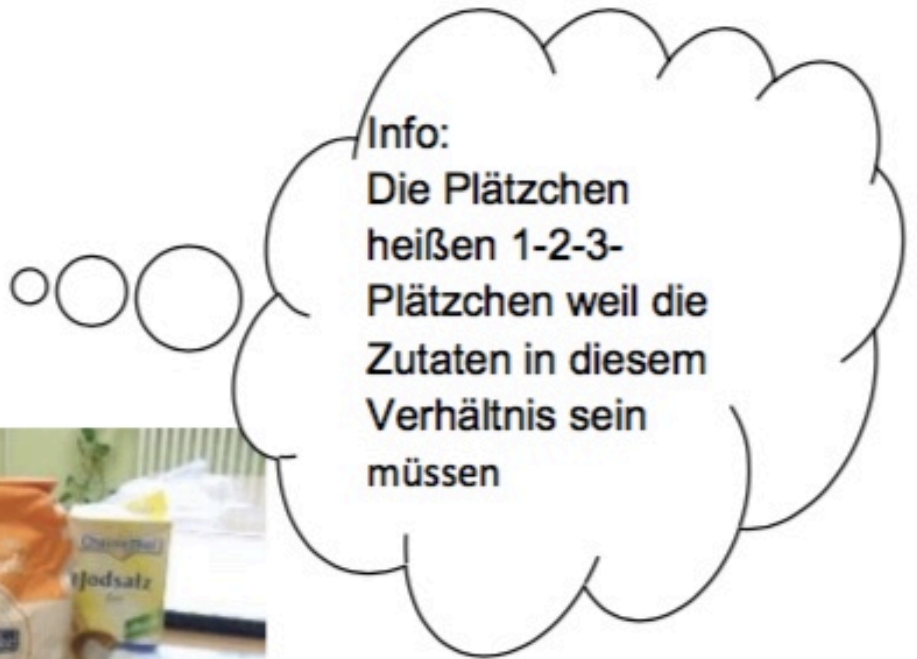 Info:
Die Plätzchen
heißen 1-2-3-
Plätzchen weil die
Zutaten in diesem
Verhältnis sein
müssen
Jodsalz